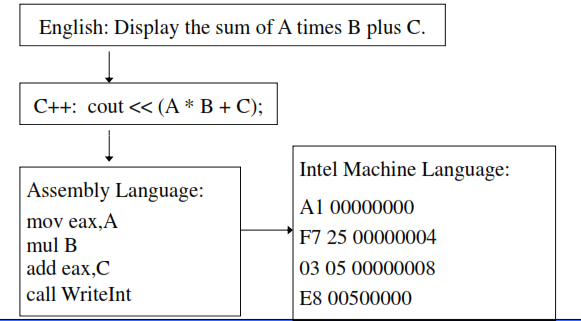 English: Display the sum of A times B plus C.
C++: cout << (A * B + C);
Assembly Language:
mov eax,A
mul B
add eax,C
call WriteInt
Intel Machine Language:
A1 00000000
F7 25 00000004
03 05 00000008
E8 00500000